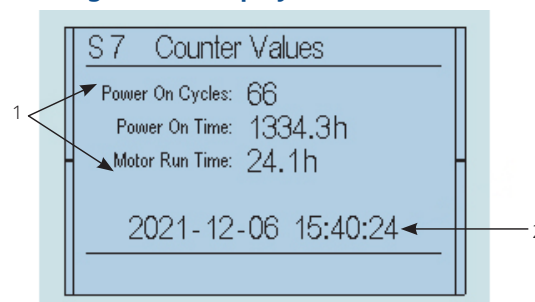 S 7 Counter Values
Power On Cycles: 66
1
Power On Time: 1334.3h
Motor Run Time: 24.1h
2021-12-06 15:40:24